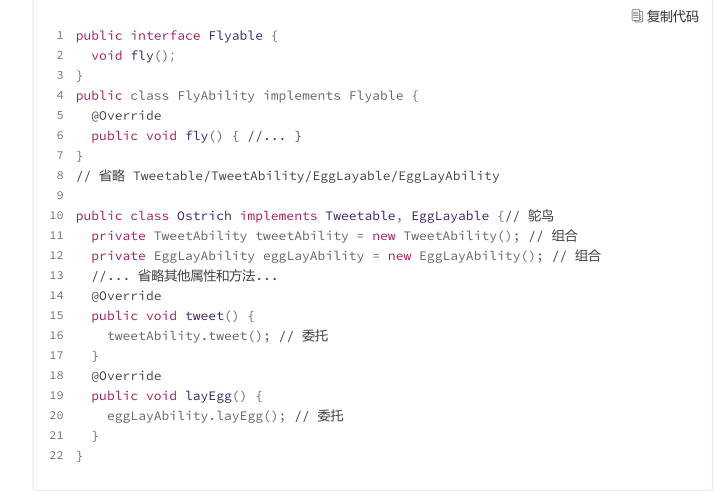 复制代码
1 public interface Flyable {
2   void fly();
3 }
4 public class FlyAbility implements Flyable {
5   @Override
6   public void fly() { //... }
7 }
8 // 省略 Tweetable/TweetAbility/EggLayable/EggLayAbility
9
10 public class Ostrich implements Tweetable, EggLayable {// 鸵鸟
11   private TweetAbility tweetAbility = new TweetAbility(); // 组合
12   private EggLayAbility eggLayAbility = new EggLayAbility(); // 组合
13   //... 省略其他属性和方法...
14   @Override
15   public void tweet() {
16     tweetAbility.tweet(); // 委托
17   }
18   @Override
19   public void layEgg() {
20     eggLayAbility.layEgg(); // 委托
21   }
22 }